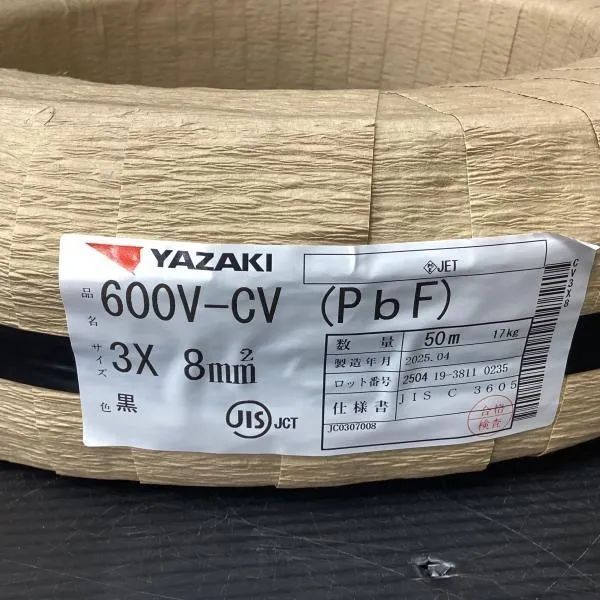 YAZAKI
<PS>E JET
品名 600V-CV (PbF)
サイズ 3X 8mm²
色 黒
数量 50m 17kg
製造年月 2025.04
ロット番号 2504 19-3811 0235
仕様書 JIS C 3605
JIS JCT
JC0307008
合格
検査
CV3X8